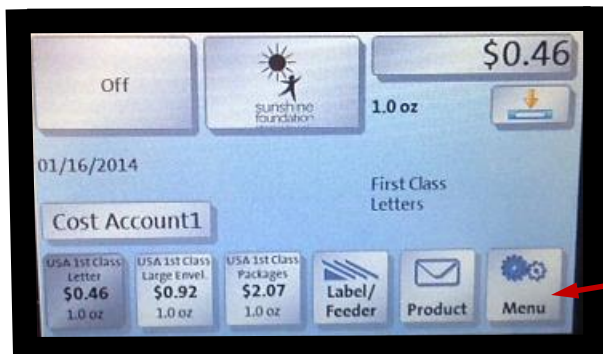 Off
sunshine
foundation
$0.46
1.0 oz
01/16/2014
First Class
Letters
Cost Account1
USA 1st Class
Letter
$0.46
1.0 oz
USA 1st Class
Large Envel.
$0.92
1.0 oz
USA 1st Class
Packages
$2.07
1.0 oz
Label/
Feeder
Product
Menu